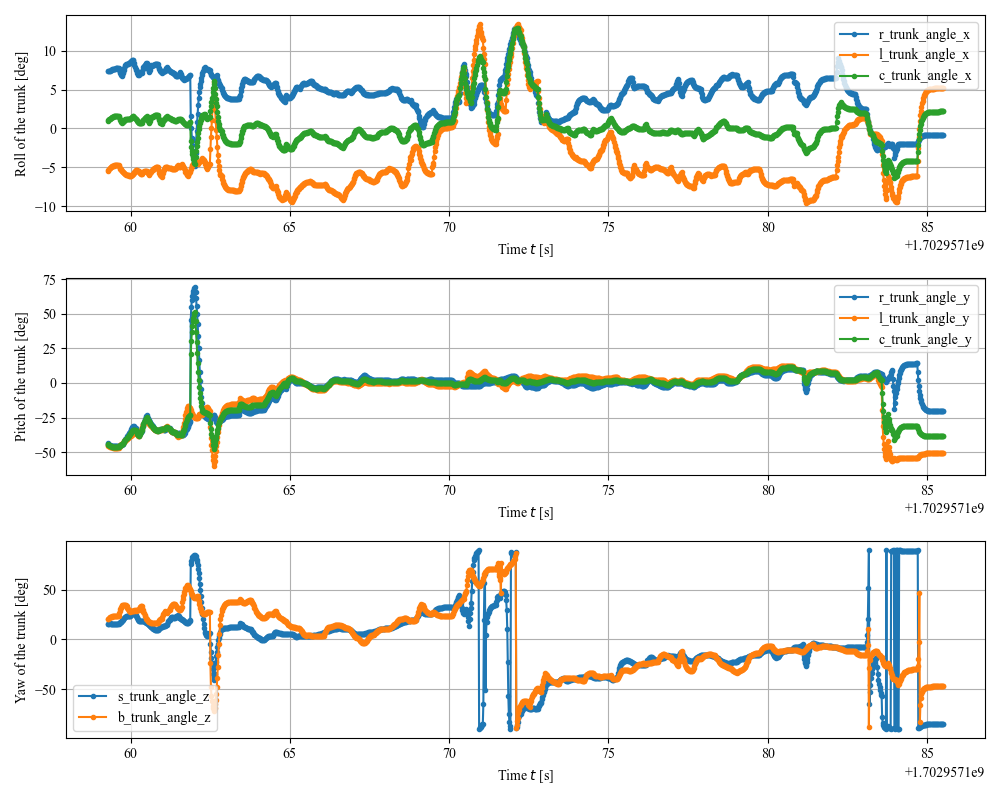 Roll of the trunk [deg]
10
5
0
−5
−10
r_trunk_angle_x
l_trunk_angle_x
c_trunk_angle_x
60 65 70 75 80 85
Time t [s]
+1.7029571e9
Pitch of the trunk [deg]
75
50
25
0
−25
−50
r_trunk_angle_y
l_trunk_angle_y
c_trunk_angle_y
60 65 70 75 80 85
Time t [s]
+1.7029571e9
Yaw of the trunk [deg]
50
0
−50
s_trunk_angle_z
b_trunk_angle_z
60 65 70 75 80 85
Time t [s]
+1.7029571e9